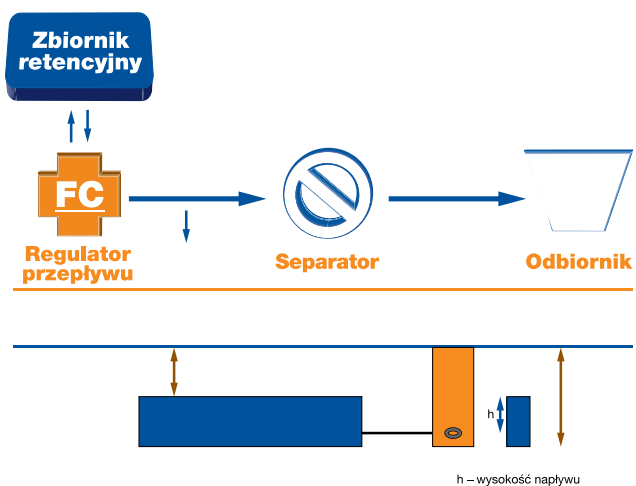 Zbiornik
retencyjny
FC
Regulator
przepływu
Separator
Odbiornik
h
h – wysokość napływu